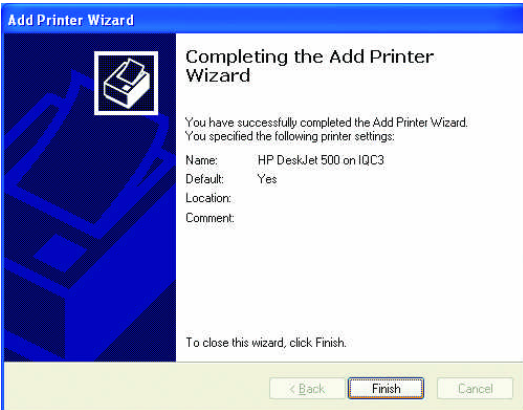 Add Printer Wizard
Completing the Add Printer
Wizard
You have successfully completed the Add Printer Wizard.
You specified the following printer settings:
Name: HP DeskJet 500 on IQC3
Default: Yes
Location:
Comment:
To close this wizard, click Finish.
< Back Finish Cancel